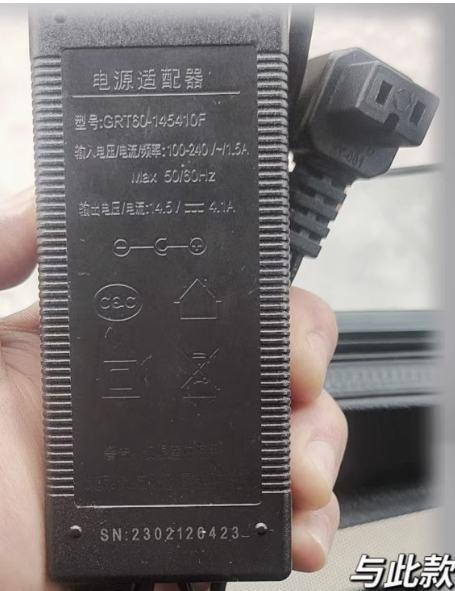 电源适配器
型号:GRT60-145410F
输入电压/电流/频率:100-240/~/1.5A
Max 50/60Hz
输出电压/电流:14.5/⎓4.1A
c&c
SN:2302120423
与此款